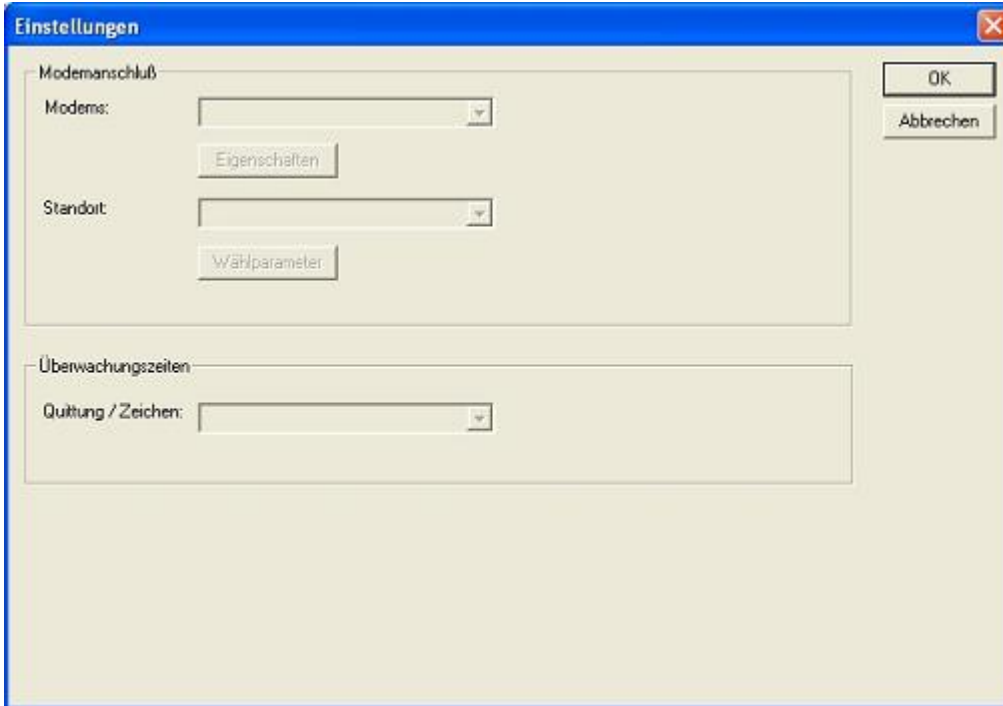 Einstellungen
Modemanschluß
Modems:
Eigenschaften
Standort:
Wählparameter
Überwachungszeiten
Quittung / Zeichen:
OK
Abbrechen